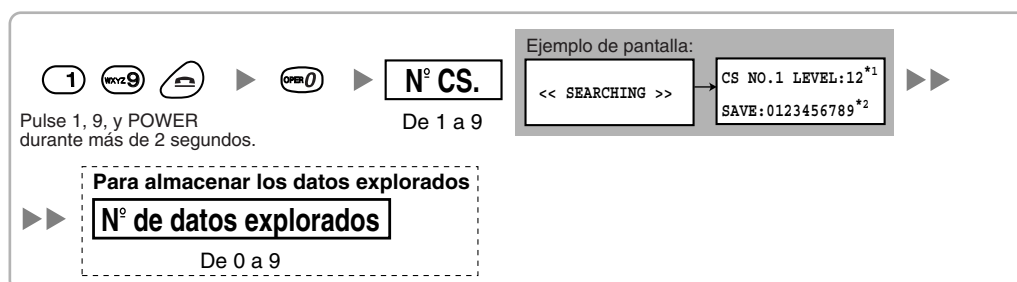 Ejemplo de pantalla:
1) WXYZ9 OPER0 N° CS. << SEARCHING >> CS NO.1 LEVEL:12*1
SAVE:0123456789*2
Pulse 1, 9, y POWER
durante más de 2 segundos.
De 1 a 9
Para almacenar los datos explorados
N° de datos explorados
De 0 a 9